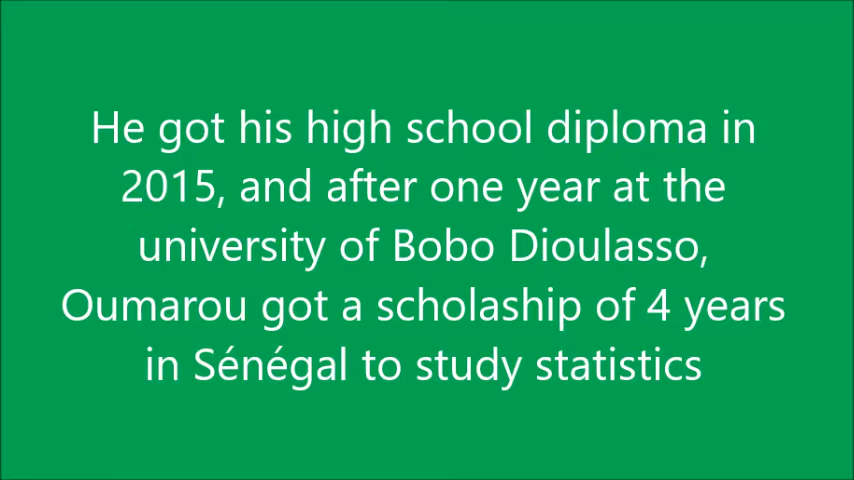 He got his high school diploma in
2015, and after one year at the
university of Bobo Dioulasso,
Oumarou got a scholaship of 4 years
in Sénégal to study statistics